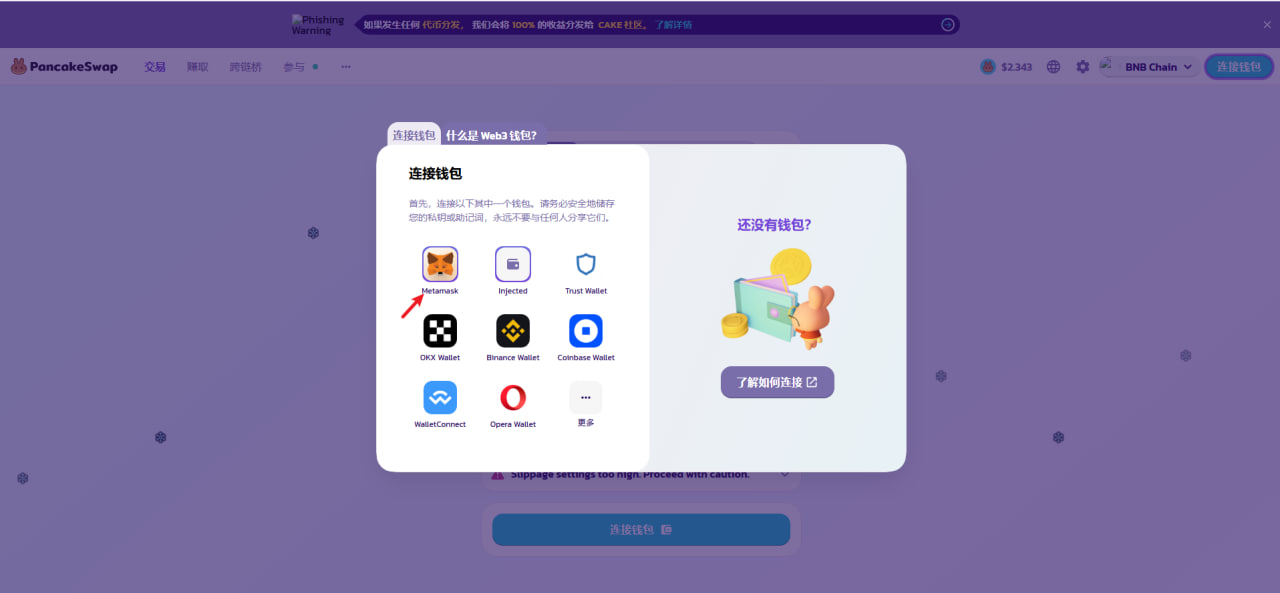 Phishing
Warning
如果发生任何 代币分发， 我们会将 100% 的收益分发给 CAKE 社区。 了解详情
PancakeSwap 交易 赚取 跨链桥 参与 ... $2.343 BNB Chain 连接钱包
连接钱包 什么是 Web3 钱包?
连接钱包
首先，连接以下其中一个钱包。请务必安全地储存
您的私钥或助记词，永远不要与任何人分享它们。
Metamask Injected Trust Wallet
OKX Wallet Binance Wallet Coinbase Wallet
WalletConnect Opera Wallet 更多
还没有钱包?
了解如何连接
Slippage settings too high. Proceed with caution.
连接钱包